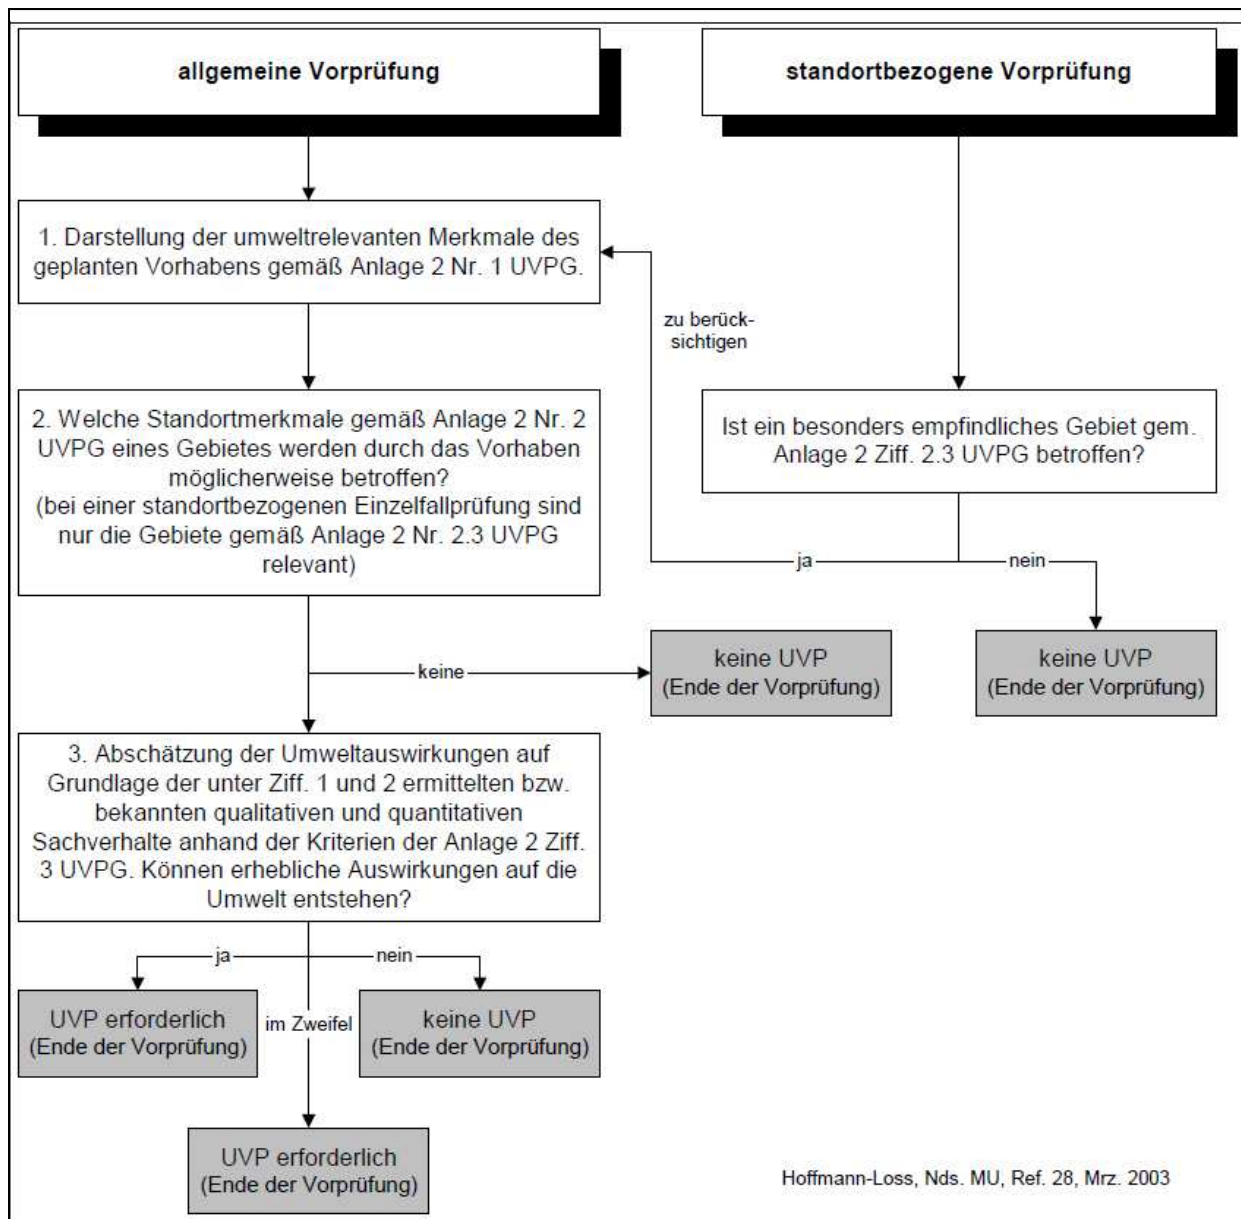 allgemeine Vorprüfung
standortbezogene Vorprüfung
1. Darstellung der umweltrelevanten Merkmale des
geplanten Vorhabens gemäß Anlage 2 Nr. 1 UVPG.
zu berück-
sichtigen
2. Welche Standortmerkmale gemäß Anlage 2 Nr. 2
UVPG eines Gebietes werden durch das Vorhaben
möglicherweise betroffen?
(bei einer standortbezogenen Einzelfallprüfung sind
nur die Gebiete gemäß Anlage 2 Nr. 2.3 UVPG
relevant)
Ist ein besonders empfindliches Gebiet gem.
Anlage 2 Ziff. 2.3 UVPG betroffen?
ja
nein
keine
keine UVP
(Ende der Vorprüfung)
keine UVP
(Ende der Vorprüfung)
3. Abschätzung der Umweltauswirkungen auf
Grundlage der unter Ziff. 1 und 2 ermittelten bzw.
bekannten qualitativen und quantitativen
Sachverhalte anhand der Kriterien der Anlage 2 Ziff.
3 UVPG. Können erhebliche Auswirkungen auf die
Umwelt entstehen?
ja
nein
UVP erforderlich
(Ende der Vorprüfung)
im Zweifel
keine UVP
(Ende der Vorprüfung)
UVP erforderlich
(Ende der Vorprüfung)
Hoffmann-Loss, Nds. MU, Ref. 28, Mrz. 2003